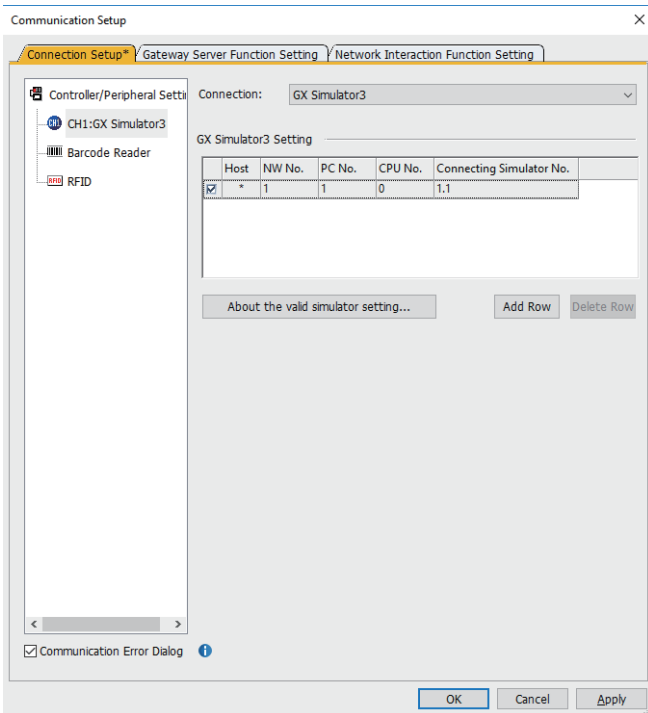 Communication Setup
Connection Setup* Gateway Server Function Setting Network Interaction Function Setting
Controller/Peripheral Setti
CH1 CH1:GX Simulator3
Barcode Reader
RFID RFID
Connection: GX Simulator3
GX Simulator3 Setting
Host NW No. PC No. CPU No. Connecting Simulator No.
* 1 1 0 1.1
About the valid simulator setting... Add Row Delete Row
Communication Error Dialog
OK Cancel Apply